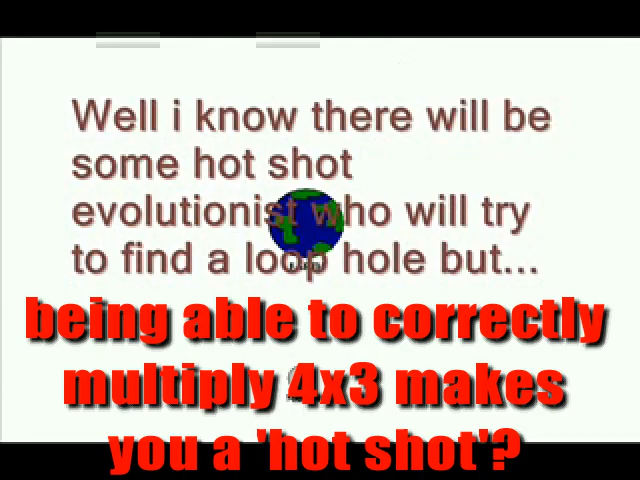 Well i know there will be
some hot shot
evolutionist who will try
to find a loop hole but...
being able to correctly
multiply 4x3 makes
you a 'hot shot'?